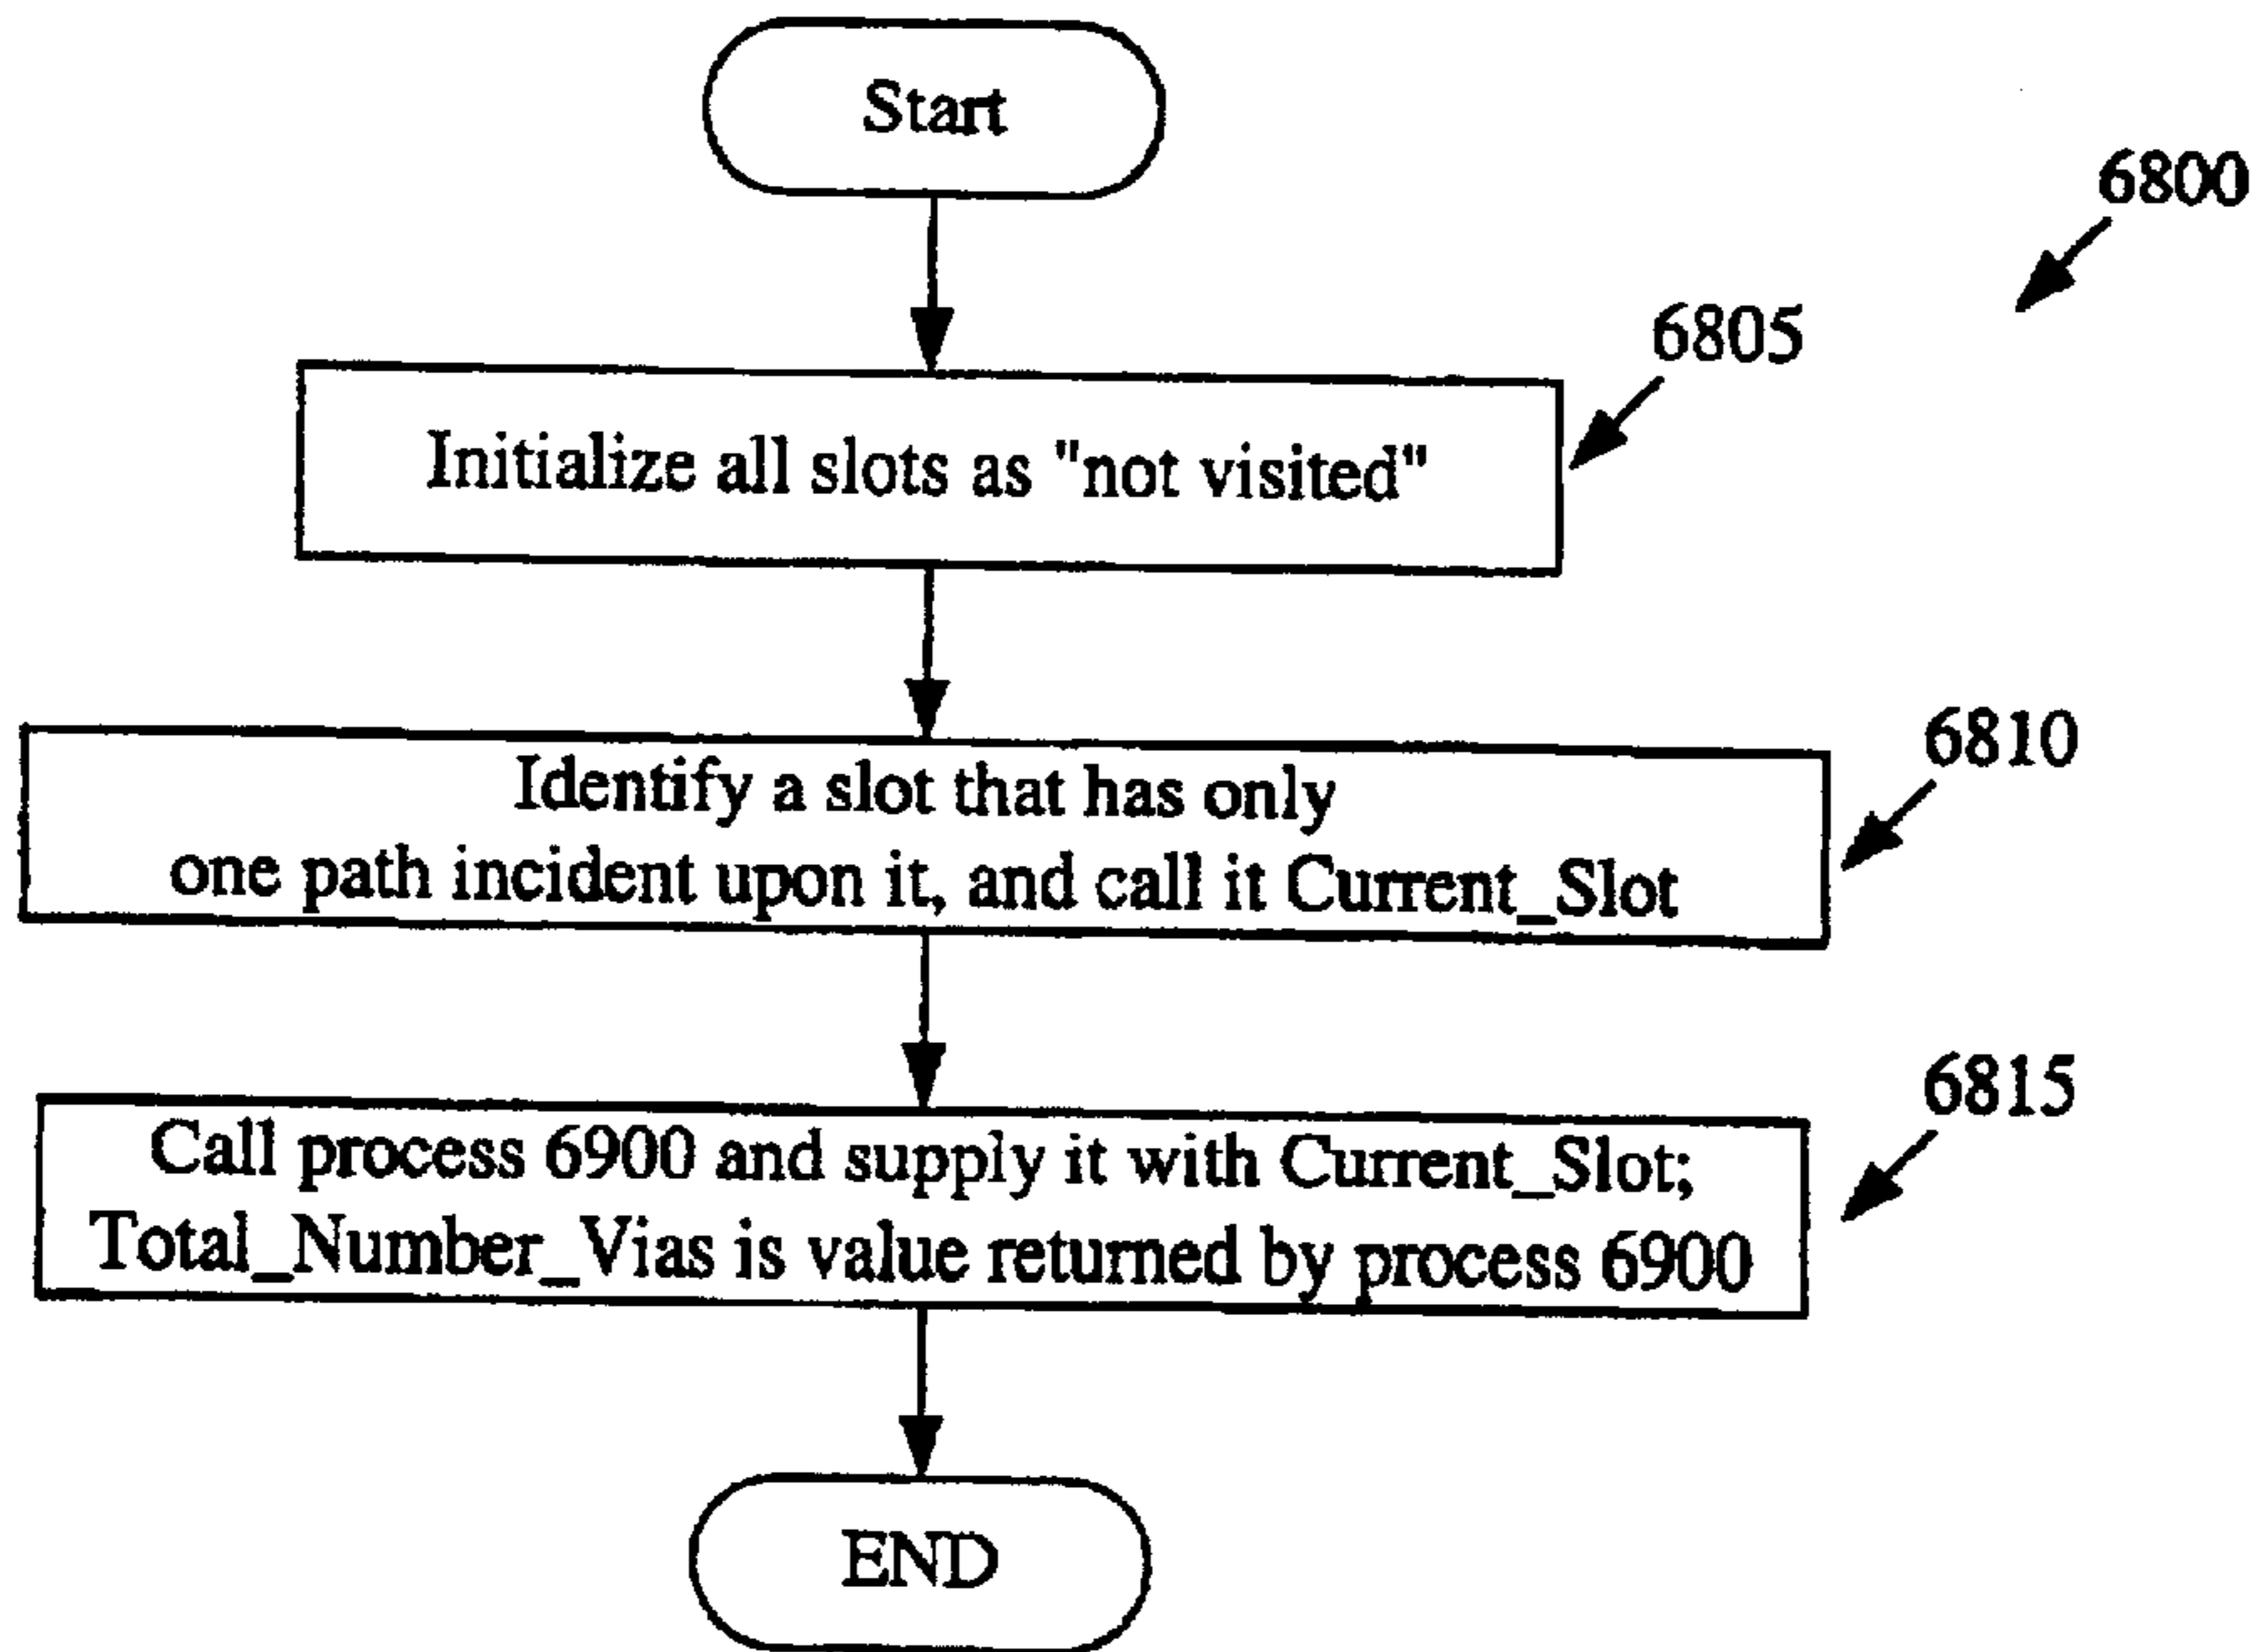 Start
6800
6805
Initialize all slots as "not visited"
6810
Identify a slot that has only
one path incident upon it, and call it Current_Slot
6815
Call process 6900 and supply it with Current_Slot;
Total_Number_Vias is value returned by process 6900
END